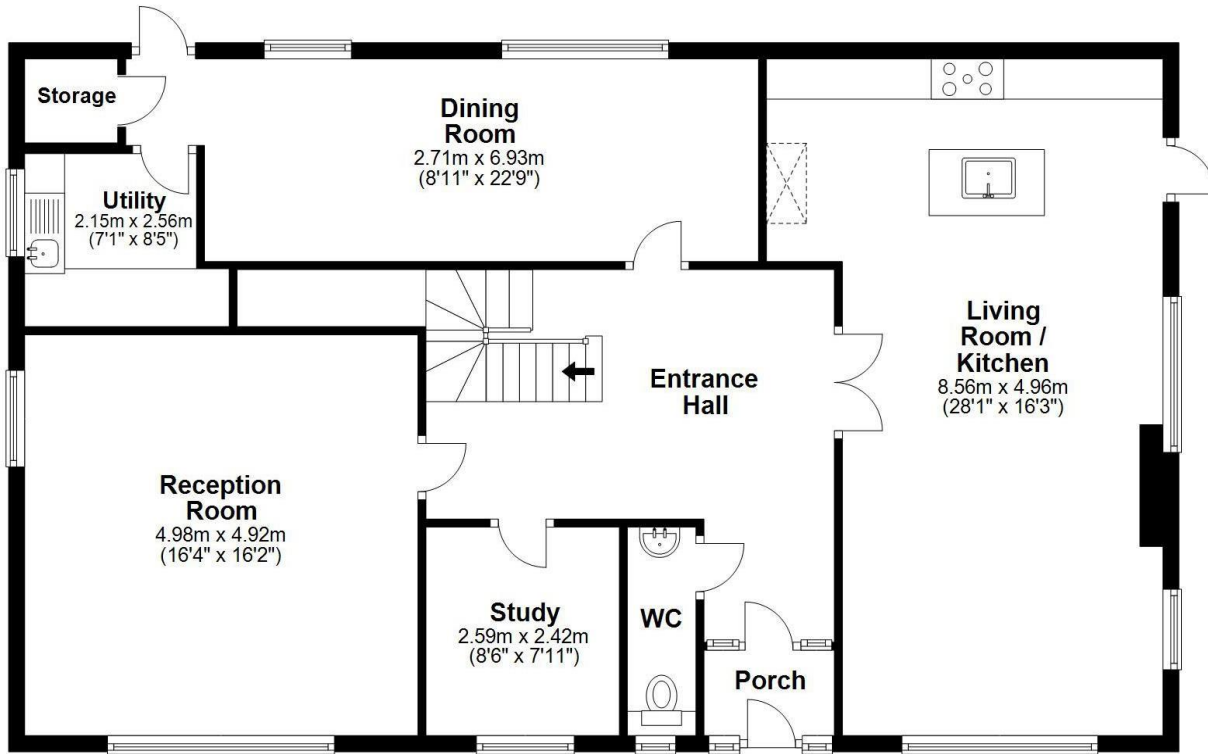 Storage
Dining
Room
2.71m x 6.93m
(8'11" x 22'9")
Utility
2.15m x 2.56m
(7'1" x 8'5")
Living
Room /
Kitchen
8.56m x 4.96m
(28'1" x 16'3")
Entrance
Hall
Reception
Room
4.98m x 4.92m
(16'4" x 16'2")
Study
2.59m x 2.42m
(8'6" x 7'11")
WC
Porch